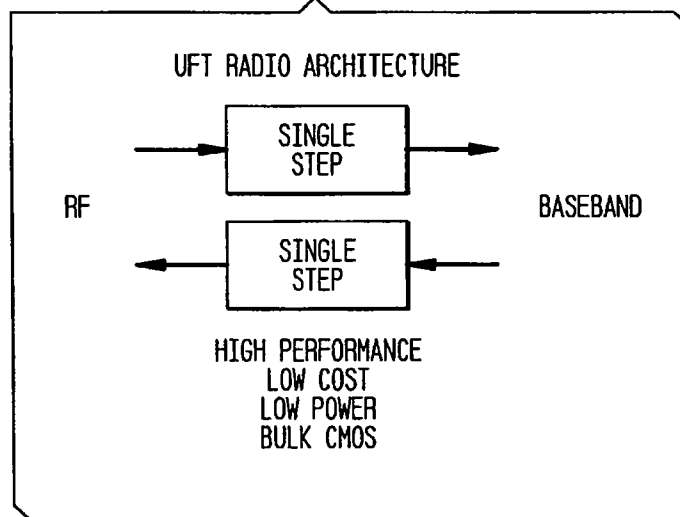 UFT RADIO ARCHITECTURE
SINGLE
STEP
RF
BASEBAND
SINGLE
STEP
HIGH PERFORMANCE
LOW COST
LOW POWER
BULK CMOS